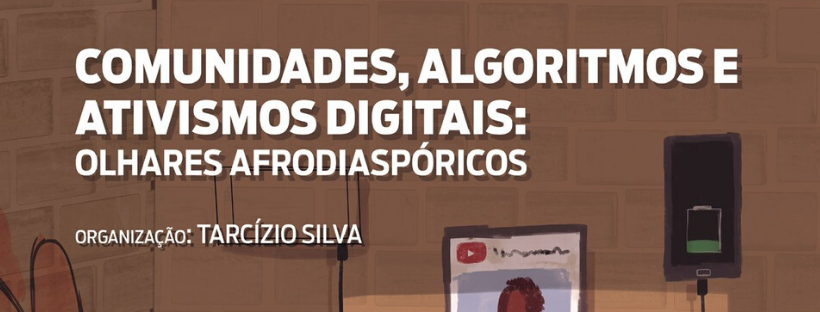 COMUNIDADES, ALGORITMOS E
ATIVISMOS DIGITAIS:
OLHARES AFRODIASPÓRICOS
ORGANIZAÇÃO: TARCÍZIO SILVA